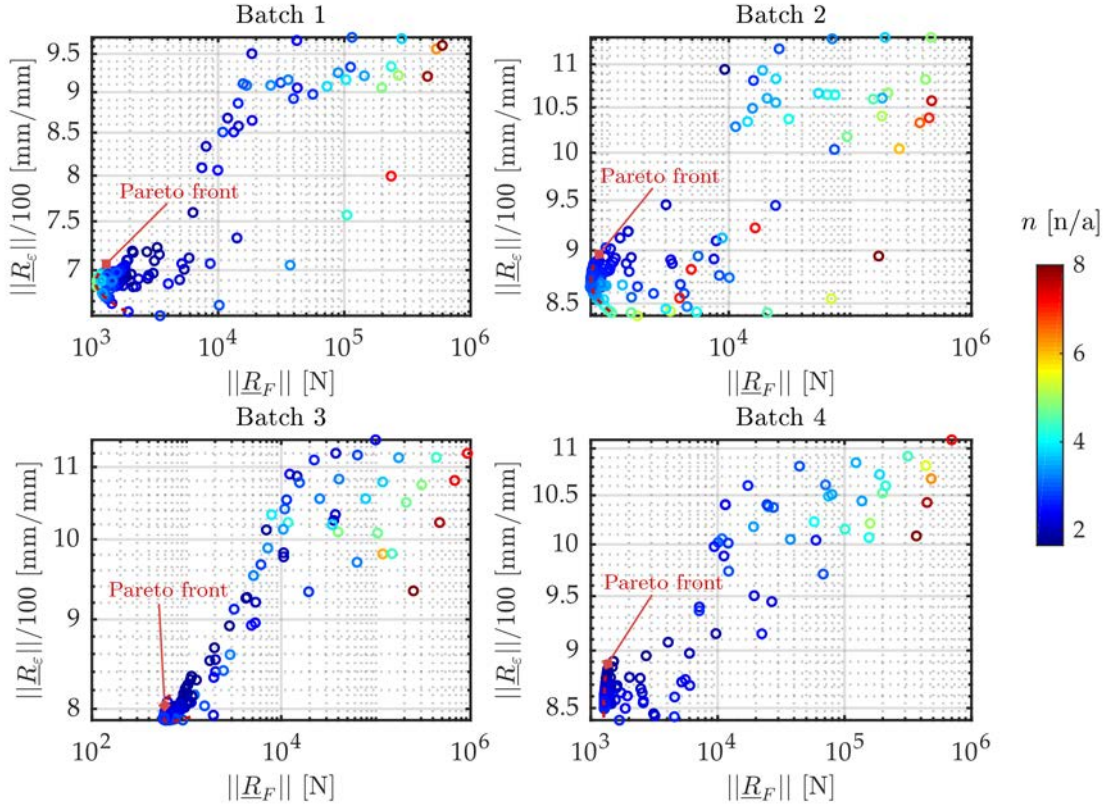 Batch 1
9.5
9
8.5
8
7.5
7
||R_ε||/100 [mm/mm]
Pareto front
10^3 10^4 10^5 10^6
||R_F|| [N]
Batch 2
11
10.5
10
9.5
9
8.5
||R_ε||/100 [mm/mm]
Pareto front
10^4 10^6
||R_F|| [N]
Batch 3
11
10
9
8
||R_ε||/100 [mm/mm]
Pareto front
10^2 10^4 10^6
||R_F|| [N]
Batch 4
11
10.5
10
9.5
9
8.5
||R_ε||/100 [mm/mm]
Pareto front
10^3 10^4 10^5 10^6
||R_F|| [N]
n [n/a]
8
6
4
2